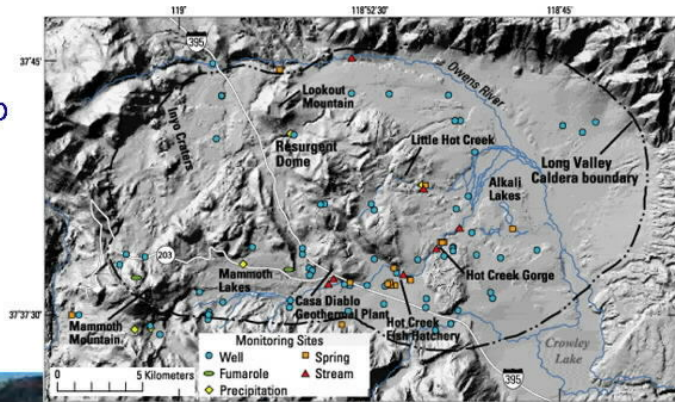 119°
118°52'30"
118°45'
395
37°45'
Owens River
Lookout
Mountain
Inyo Craters
Resurgent
Dome
Little Hot Creek
Long Valley
Caldera boundary
Alkali
Lakes
203
Mammoth
Lakes
Hot Creek Gorge
Casa Diablo
Geothermal Plant
37°37'30"
Mammoth
Mountain
Hot Creek
Fish Hatchery
Crowley
Lake
395
Monitoring Sites
Well
Spring
Fumarole
Stream
Precipitation
0
5 Kilometers